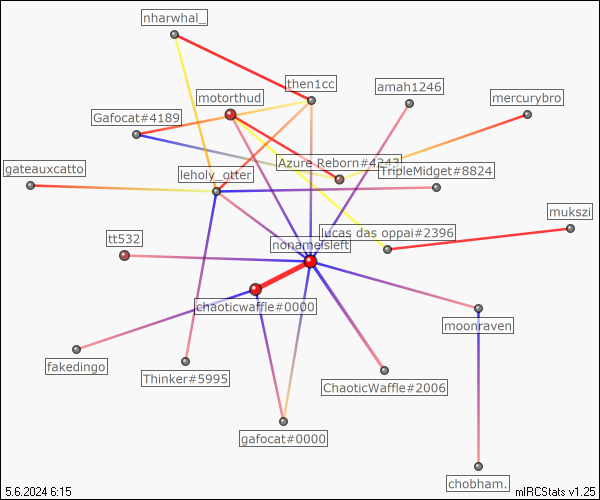 nharwhal_
then1cc
amah1246
motorthud
mercurybro
Gafocat#4189
Azure Reborn#4242
TripleMidget#8824
gateauxcatto
leholy_otter
mukszi
lucas das oppai#2396
tt532
nonameisleft
chaoticwaffle#0000
moonraven
fakedingo
Thinker#5995
ChaoticWaffle#2006
gafocat#0000
chobham.
5.6.2024 6:15
mIRCStats v1.25